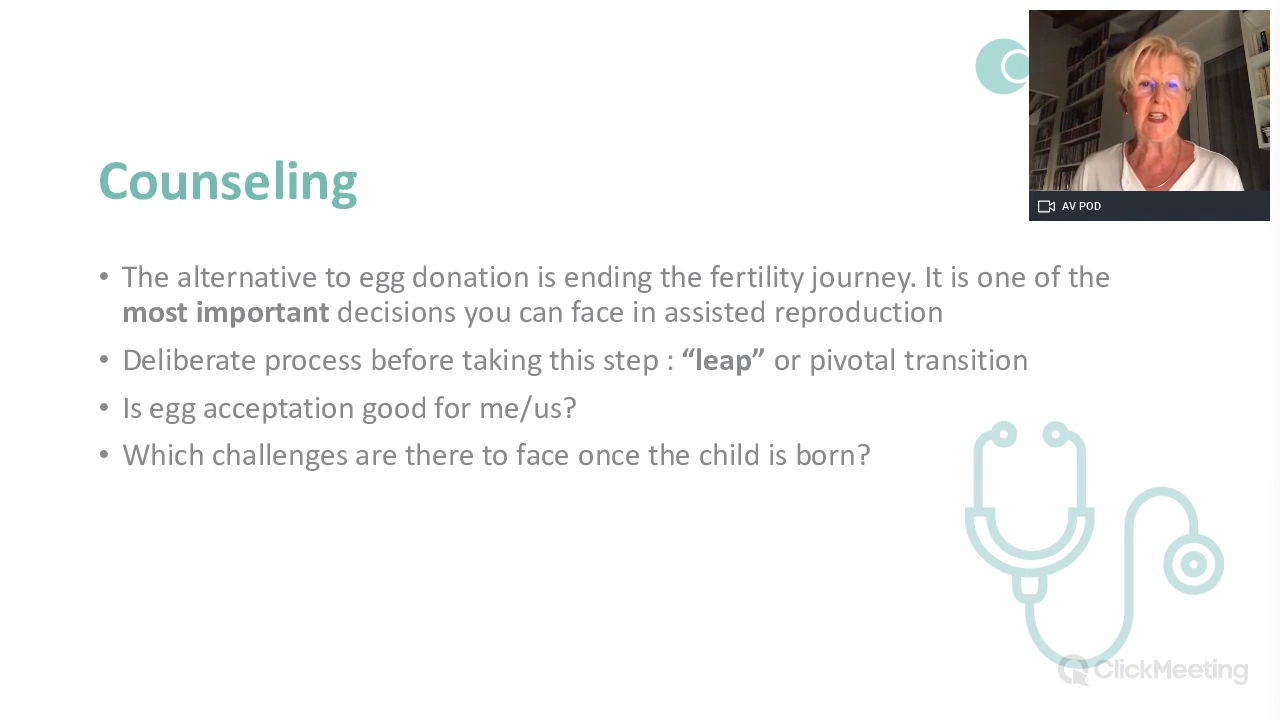 Counseling
• The alternative to egg donation is ending the fertility journey. It is one of the
most important decisions you can face in assisted reproduction
• Deliberate process before taking this step : “leap” or pivotal transition
• Is egg acceptation good for me/us?
• Which challenges are there to face once the child is born?
AV POD
ClickMeeting